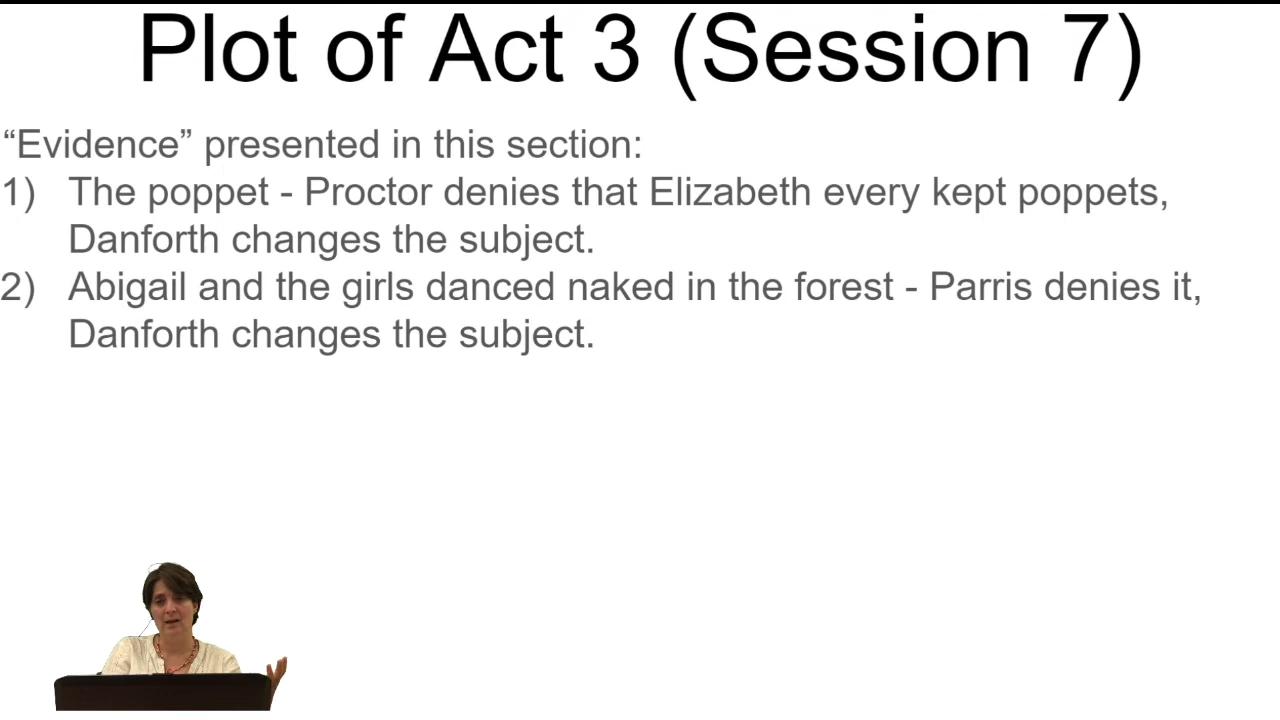 Plot of Act 3 (Session 7)
“Evidence” presented in this section:
1) The poppet - Proctor denies that Elizabeth every kept poppets,
Danforth changes the subject.
2) Abigail and the girls danced naked in the forest - Parris denies it,
Danforth changes the subject.